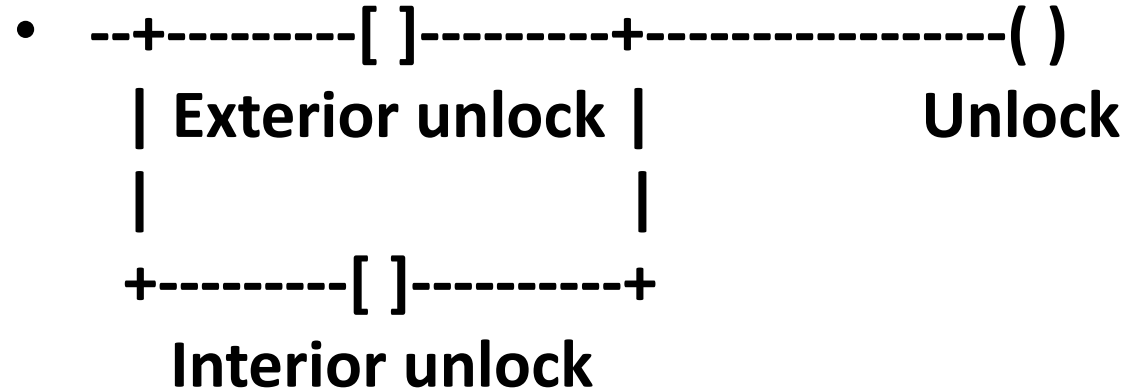 • --+---------[ ]---------+-----------------( )
| Exterior unlock | Unlock
| |
+---------[ ]----------+
Interior unlock